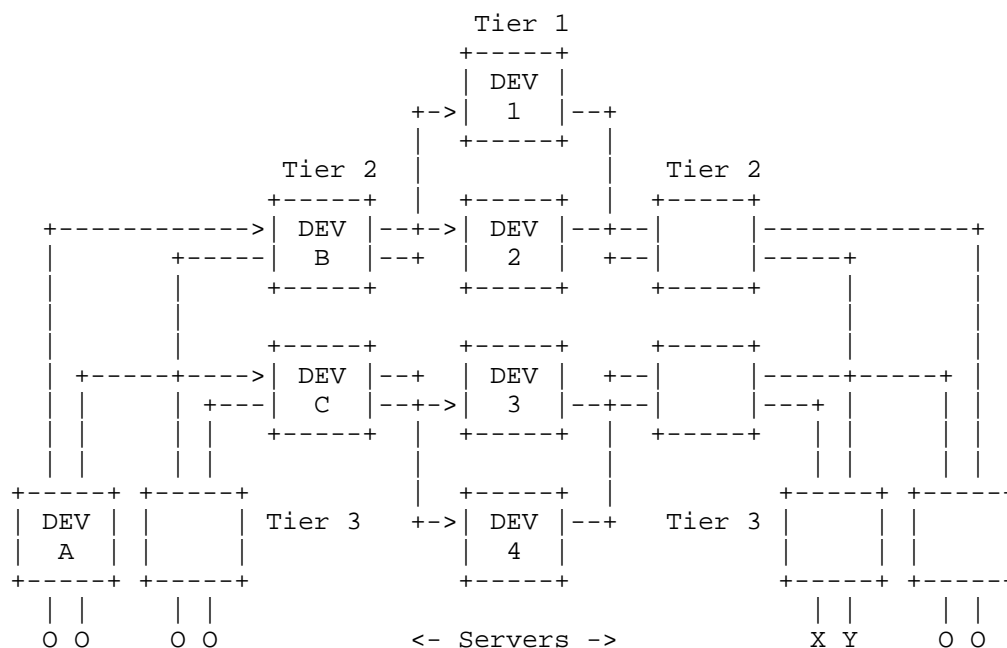 Tier 1
DEV
1
Tier 2
Tier 2
DEV
B
DEV
2
DEV
C
DEV
3
DEV
A
Tier 3
DEV
4
Tier 3
O O
O O
<- Servers ->
X Y
O O